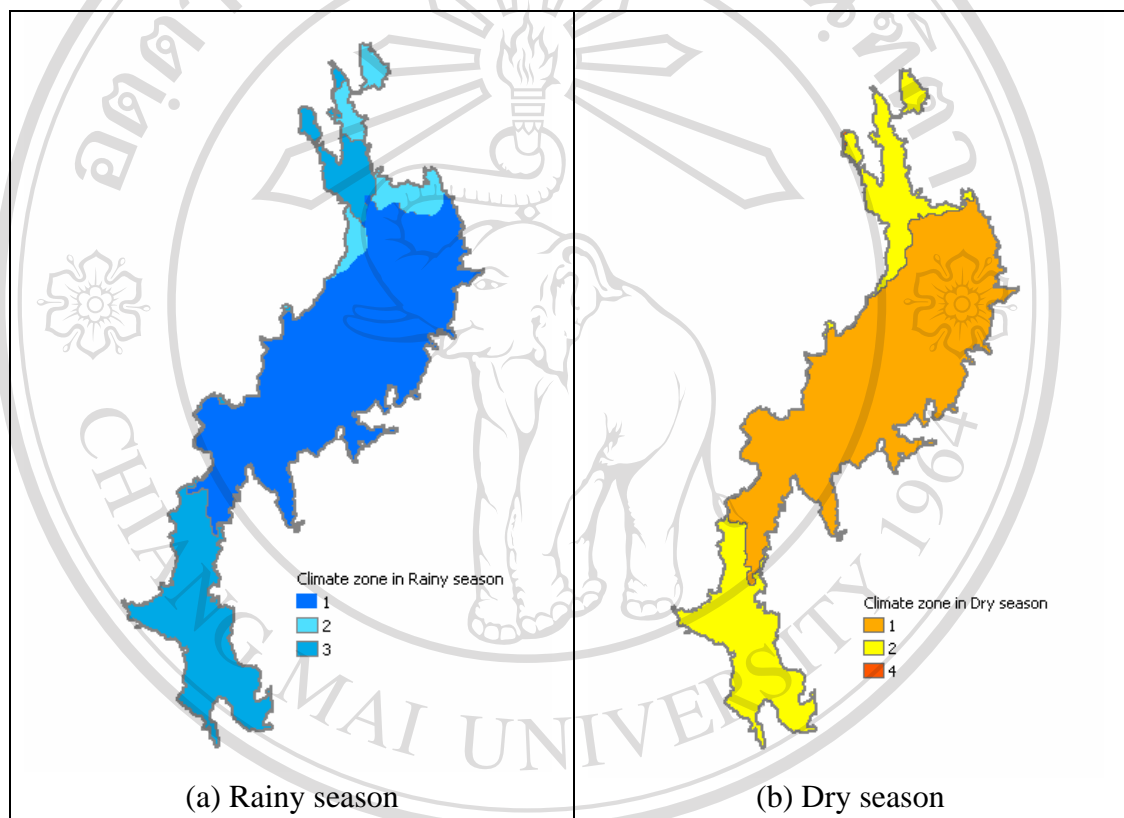 Climate zone in Rainy season
1
2
3
(a) Rainy season
Climate zone in Dry season
1
2
4
(b) Dry season
CHIANG MAI UNIVERSITY 1964